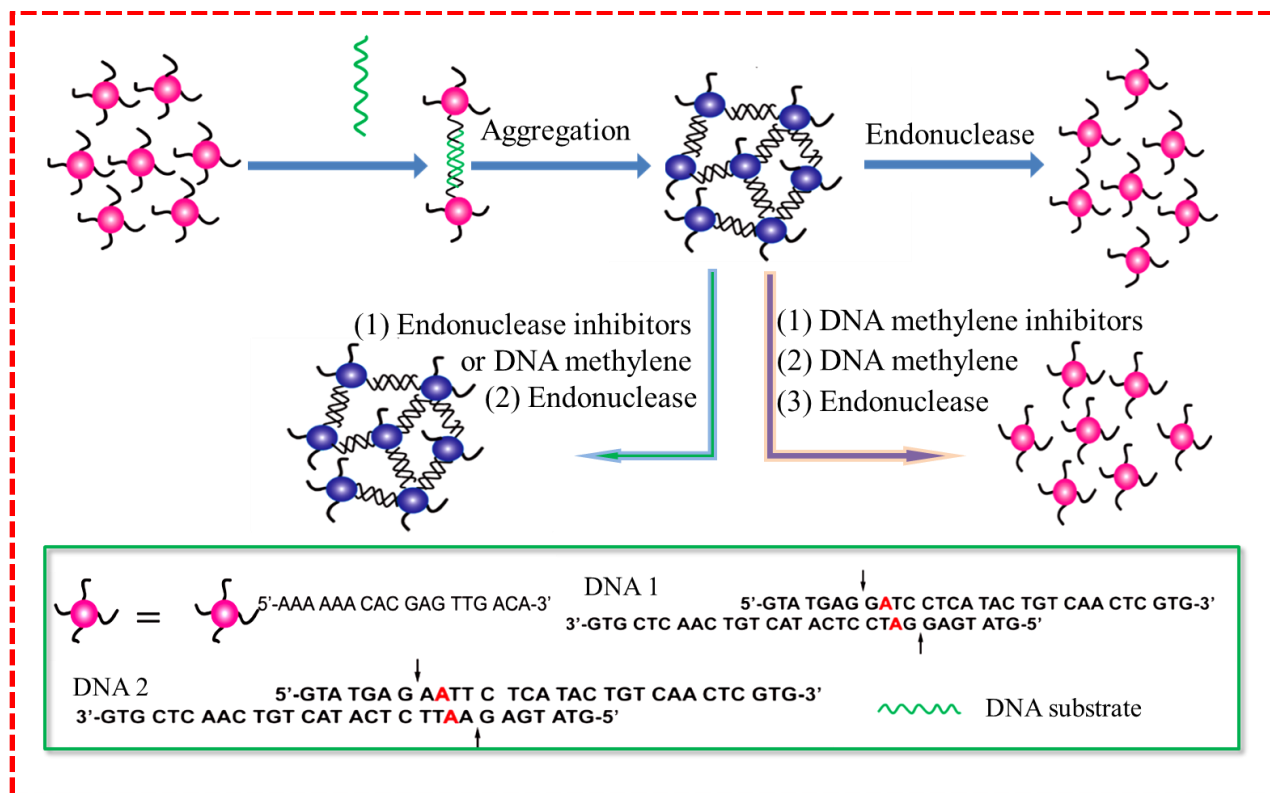 Aggregation
Endonuclease
(1) Endonuclease inhibitors
or DNA methylene
(2) Endonuclease
(1) DNA methylene inhibitors
(2) DNA methylene
(3) Endonuclease
=
5'-AAA AAA CAC GAG TTG ACA-3'
DNA 1
5'-GTA TGAG GATC CTCA TAC TGT CAA CTC GTG-3'
3'-GTG CTC AAC TGT CAT ACTC CTAG GAGT ATG-5'
DNA 2
5'-GTA TGA G AATT C TCA TAC TGT CAA CTC GTG-3'
3'-GTG CTC AAC TGT CAT ACT C TTAA G AGT ATG-5'
DNA substrate